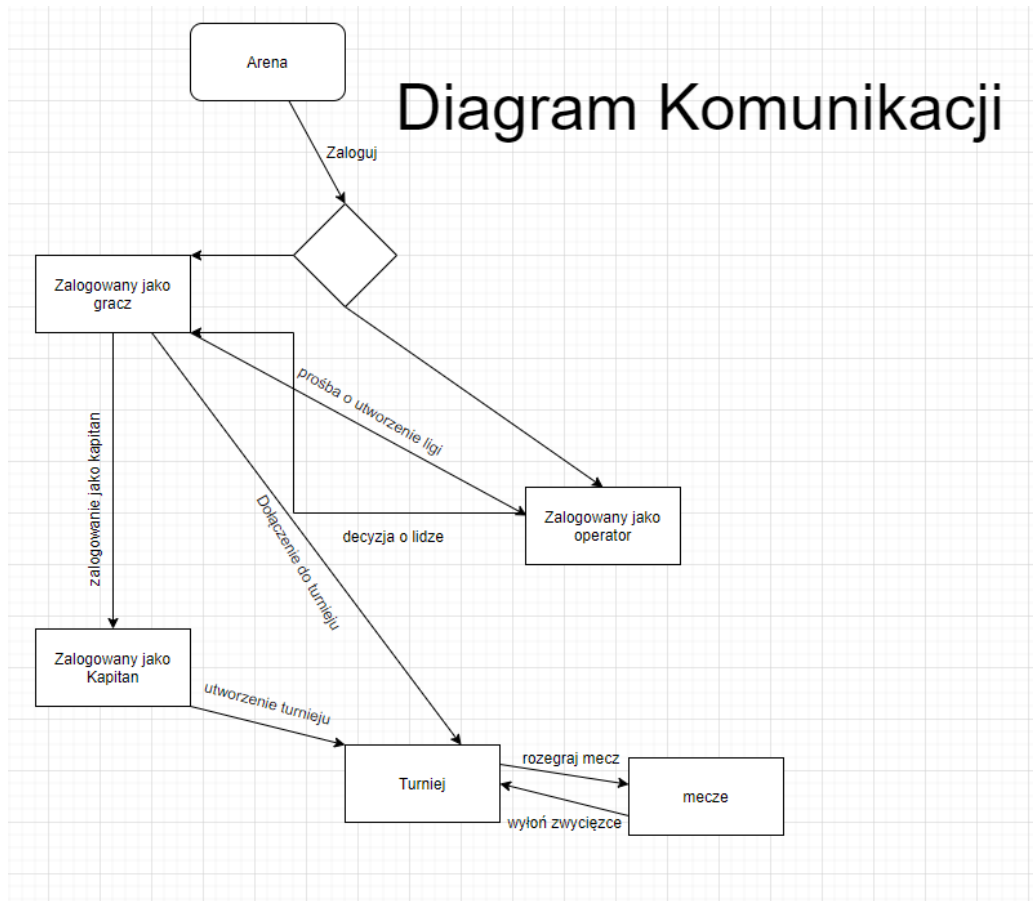 Arena
Diagram Komunikacji
Zaloguj
Zalogowany jako
gracz
prośba o utworzenie ligi
zalogowanie jako kapitan
Dołączenie do turnieju
Zalogowany jako
operator
decyzja o lidze
Zalogowany jako
Kapitan
utworzenie turnieju
Turniej
rozegraj mecz
mecze
wyłoń zwycięzce